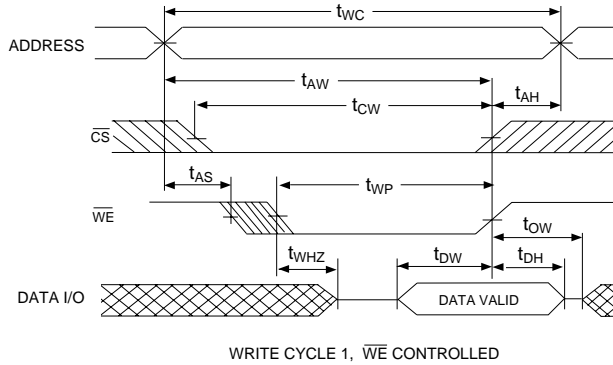 tWC
ADDRESS
tAW
tCW
tAH
CS
tAS
tWP
WE
tOW
tWHZ
tDW
tDH
DATA I/O
DATA VALID
WRITE CYCLE 1, WE CONTROLLED